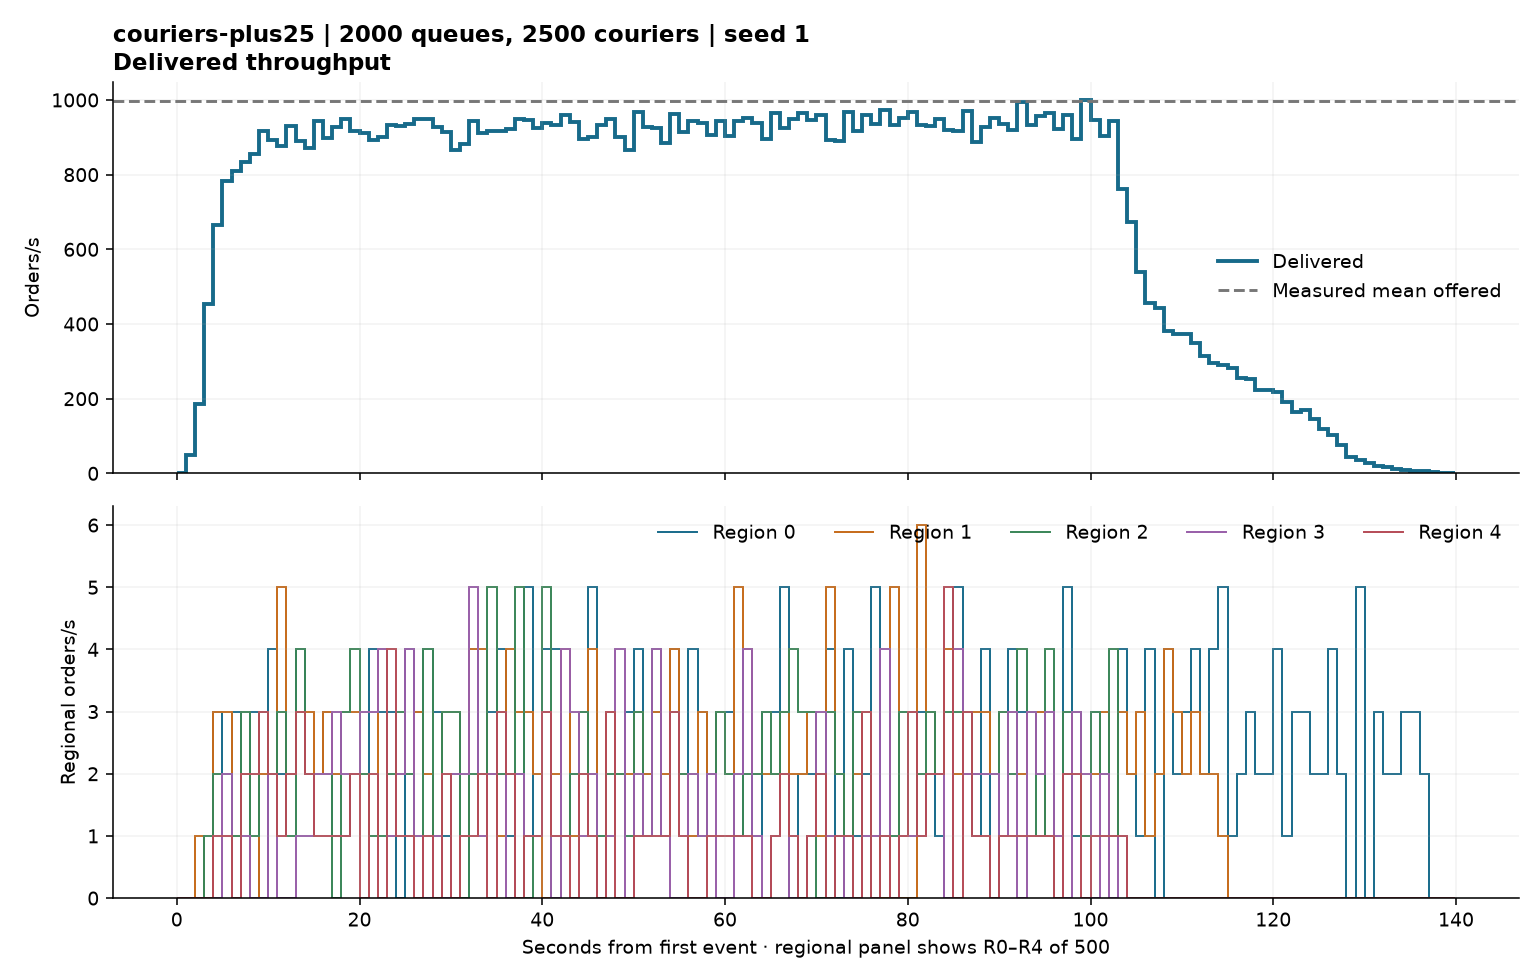 couriers-plus25 | 2000 queues, 2500 couriers | seed 1
Delivered throughput
Orders/s
1000
800
600
400
200
0
Delivered
Measured mean offered
Regional orders/s
6
5
4
3
2
1
0
Region 0
Region 1
Region 2
Region 3
Region 4
0
20
40
60
80
100
120
140
Seconds from first event · regional panel shows R0–R4 of 500